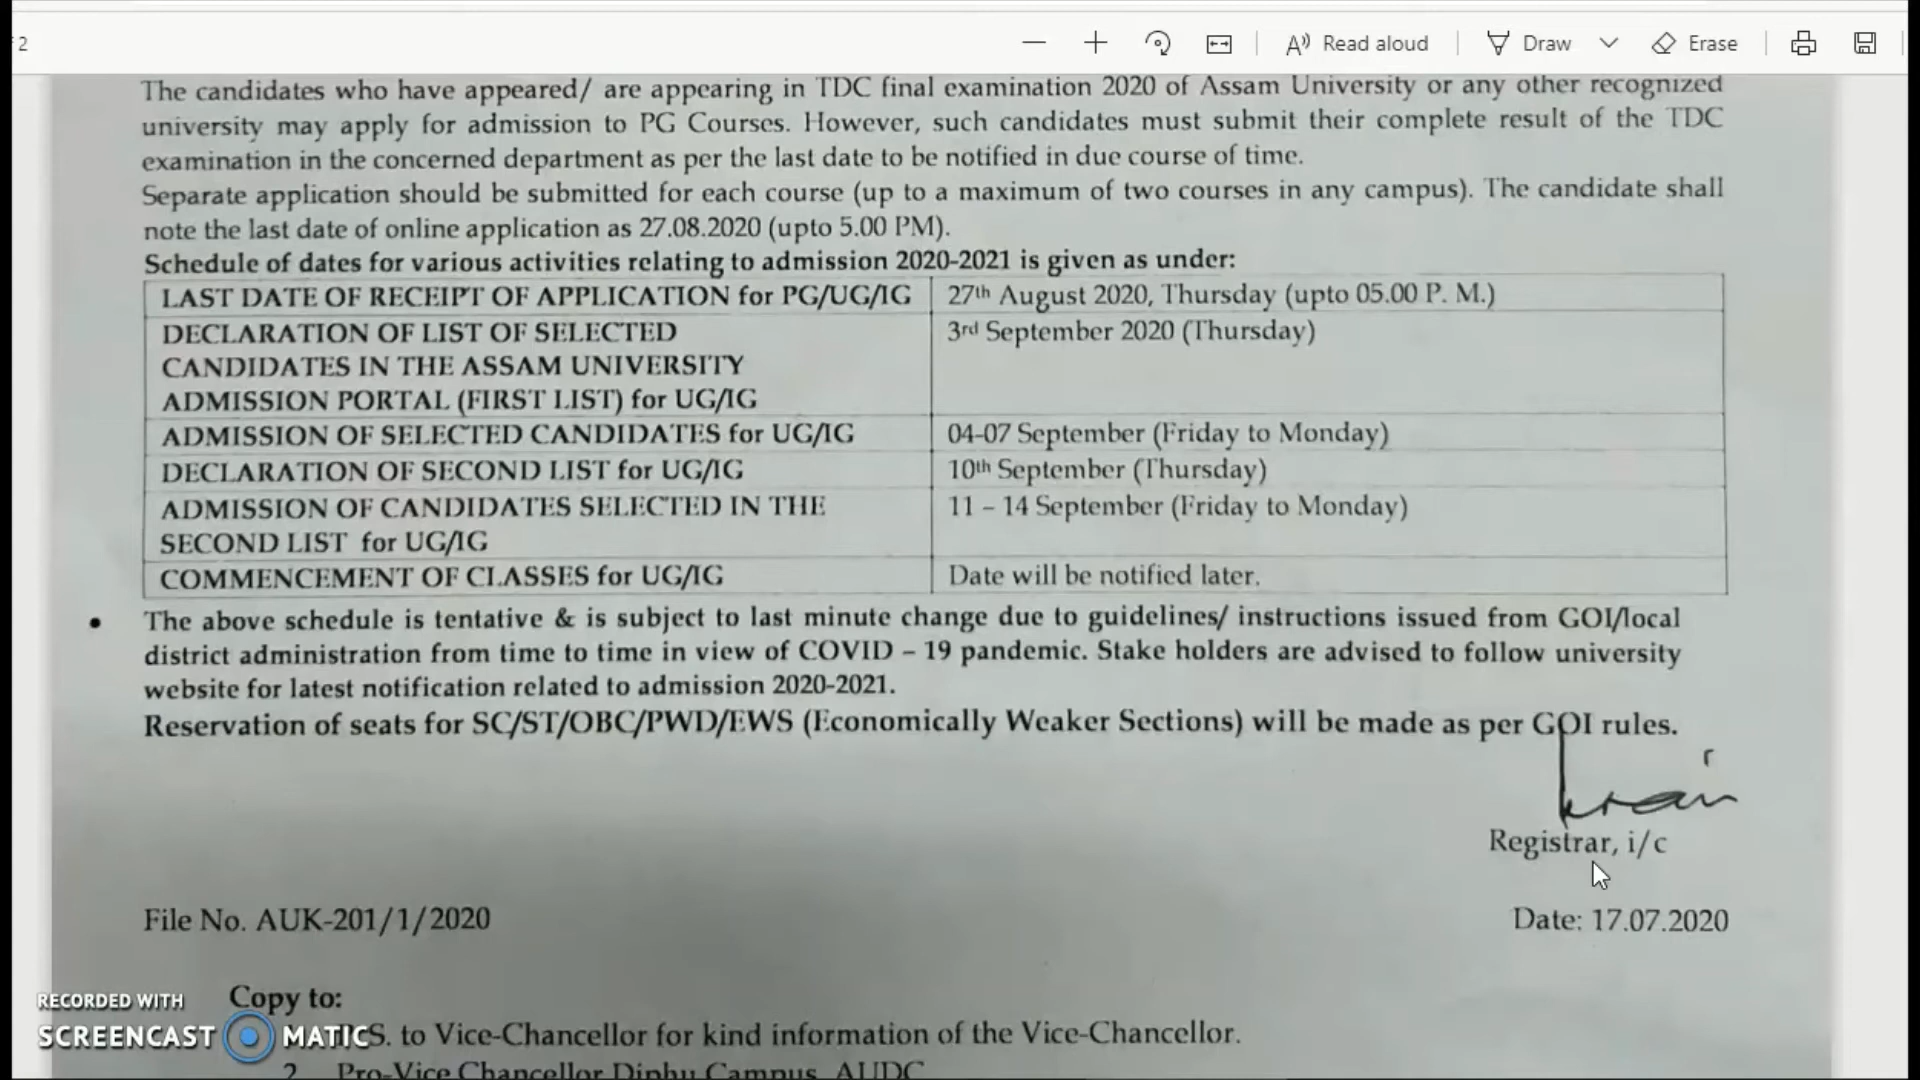 2
Read aloud
Draw
Erase
The candidates who have appeared/ are appearing in TDC final examination 2020 of Assam University or any other recognized
university may apply for admission to PG Courses. However, such candidates must submit their complete result of the TDC
examination in the concerned department as per the last date to be notified in due course of time.
Separate application should be submitted for each course (up to a maximum of two courses in any campus). The candidate shall
note the last date of online application as 27.08.2020 (upto 5.00 PM).
Schedule of dates for various activities relating to admission 2020-2021 is given as under:
LAST DATE OF RECEIPT OF APPLICATION for PG/UG/IG 27th August 2020, Thursday (upto 05.00 P. M.)
DECLARATION OF LIST OF SELECTED 3rd September 2020 (Thursday)
CANDIDATES IN THE ASSAM UNIVERSITY
ADMISSION PORTAL (FIRST LIST) for UG/IG
ADMISSION OF SELECTED CANDIDATES for UG/IG 04-07 September (Friday to Monday)
DECLARATION OF SECOND LIST for UG/IG 10th September (Thursday)
ADMISSION OF CANDIDATES SELECTED IN THE 11 – 14 September (Friday to Monday)
SECOND LIST for UG/IG
COMMENCEMENT OF CLASSES for UG/IG Date will be notified later.
• The above schedule is tentative & is subject to last minute change due to guidelines/ instructions issued from GOI/local
district administration from time to time in view of COVID – 19 pandemic. Stake holders are advised to follow university
website for latest notification related to admission 2020-2021.
Reservation of seats for SC/ST/OBC/PWD/EWS (Economically Weaker Sections) will be made as per GOI rules.
Registrar, i/c
File No. AUK-201/1/2020 Date: 17.07.2020
Copy to:
S. to Vice-Chancellor for kind information of the Vice-Chancellor.
2. Pro-Vice Chancellor Diphu Campus, AUDC
RECORDED WITH
SCREENCAST MATIC